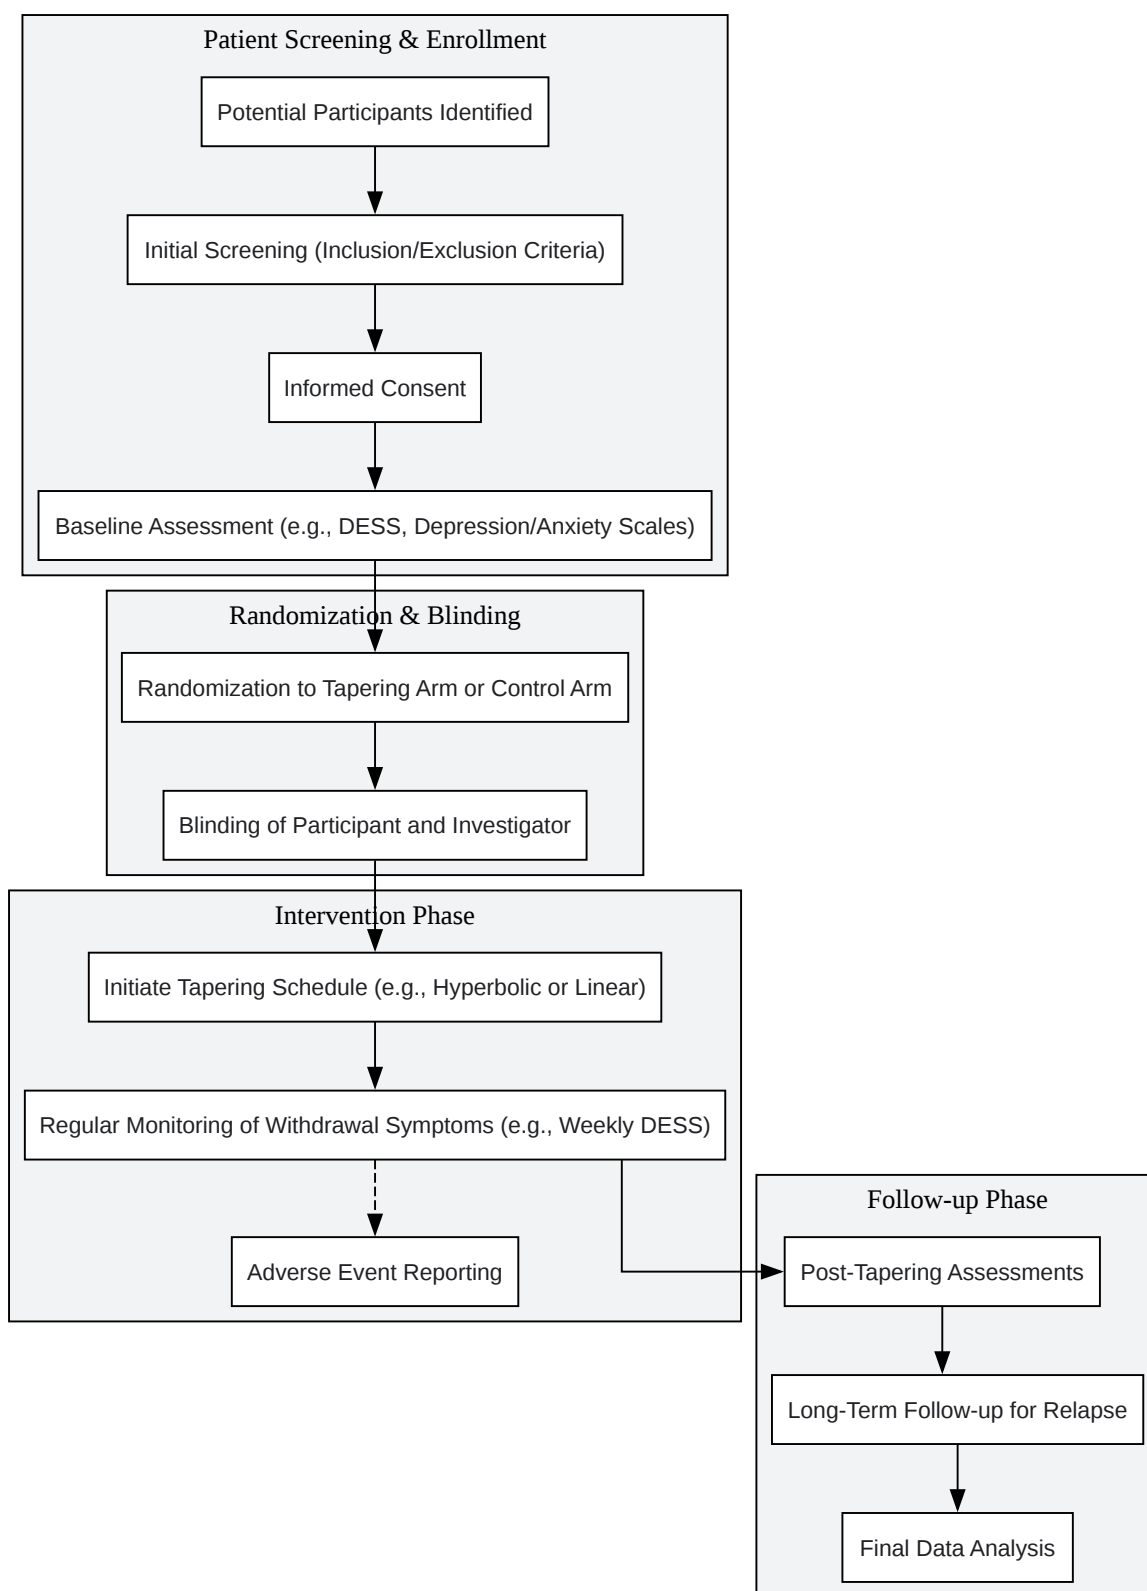 Patient Screening & Enrollment
Potential Participants Identified
Initial Screening (Inclusion/Exclusion Criteria)
Informed Consent
Baseline Assessment (e.g., DESS, Depression/Anxiety Scales)
Randomization & Blinding
Randomization to Tapering Arm or Control Arm
Blinding of Participant and Investigator
Intervention Phase
Initiate Tapering Schedule (e.g., Hyperbolic or Linear)
Regular Monitoring of Withdrawal Symptoms (e.g., Weekly DESS)
Adverse Event Reporting
Follow-up Phase
Post-Tapering Assessments
Long-Term Follow-up for Relapse
Final Data Analysis